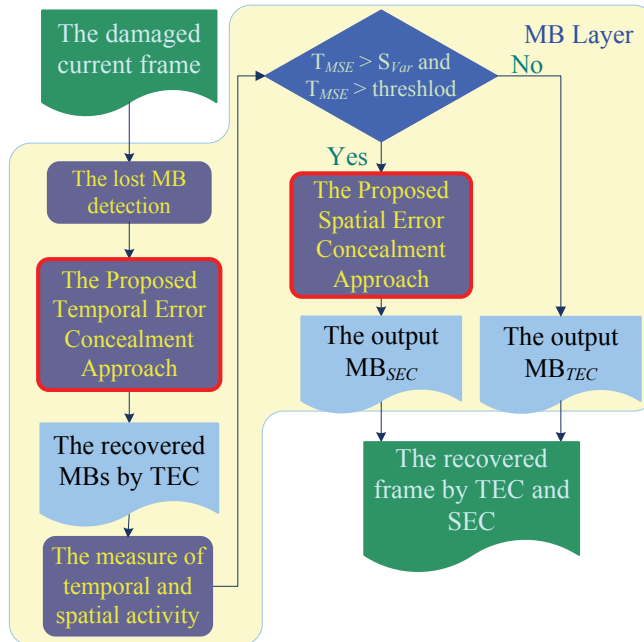 The damaged
current frame
The lost MB
detection
The Proposed
Temporal Error
Concealment
Approach
The recovered
MBs by TEC
The measure of
temporal and
spatial activity
MB Layer
T_MSE > S_Var and
T_MSE > threshlod
No
Yes
The Proposed
Spatial Error
Concealment
Approach
The output
MB_SEC
The output
MB_TEC
The recovered
frame by TEC and
SEC